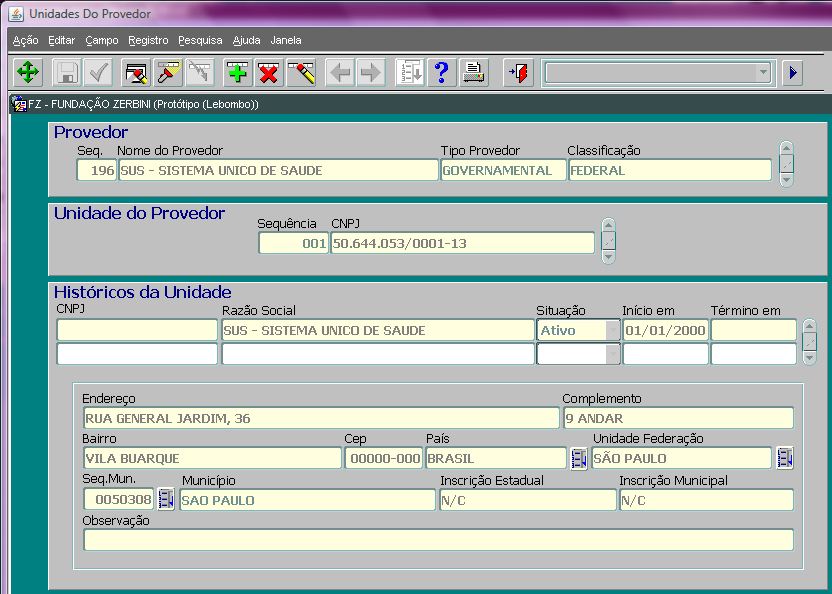 Unidades Do Provedor
Ação Editar Campo Registro Pesquisa Ajuda Janela
FZ - FUNDAÇÃO ZERBINI (Protótipo (Lebombo))
Provedor
Seq. Nome do Provedor Tipo Provedor Classificação
196 SUS - SISTEMA UNICO DE SAUDE GOVERNAMENTAL FEDERAL
Unidade do Provedor
Sequência CNPJ
001 50.644.053/0001-13
Históricos da Unidade
CNPJ Razão Social Situação Início em Término em
SUS - SISTEMA UNICO DE SAUDE Ativo 01/01/2000
Endereço Complemento
RUA GENERAL JARDIM, 36 9 ANDAR
Bairro Cep País Unidade Federação
VILA BUARQUE 00000-000 BRASIL SÃO PAULO
Seq.Mun. Município Inscrição Estadual Inscrição Municipal
0050308 SAO PAULO N/C N/C
Observação